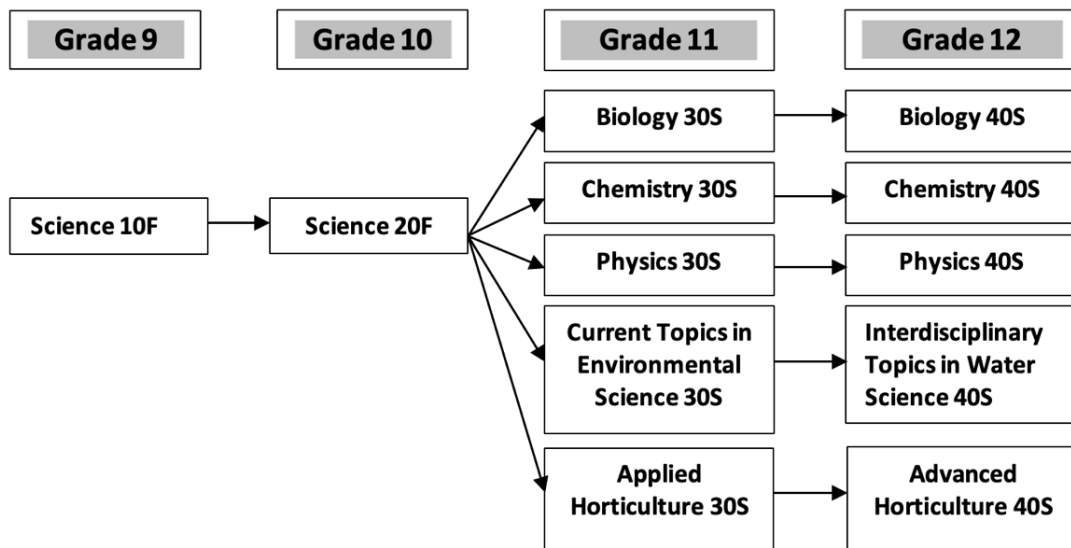 Grade 9
Grade 10
Grade 11
Grade 12
Biology 30S
Biology 40S
Chemistry 30S
Chemistry 40S
Science 10F
Science 20F
Physics 30S
Physics 40S
Current Topics in
Environmental
Science 30S
Interdisciplinary
Topics in Water
Science 40S
Applied
Horticulture 30S
Advanced
Horticulture 40S